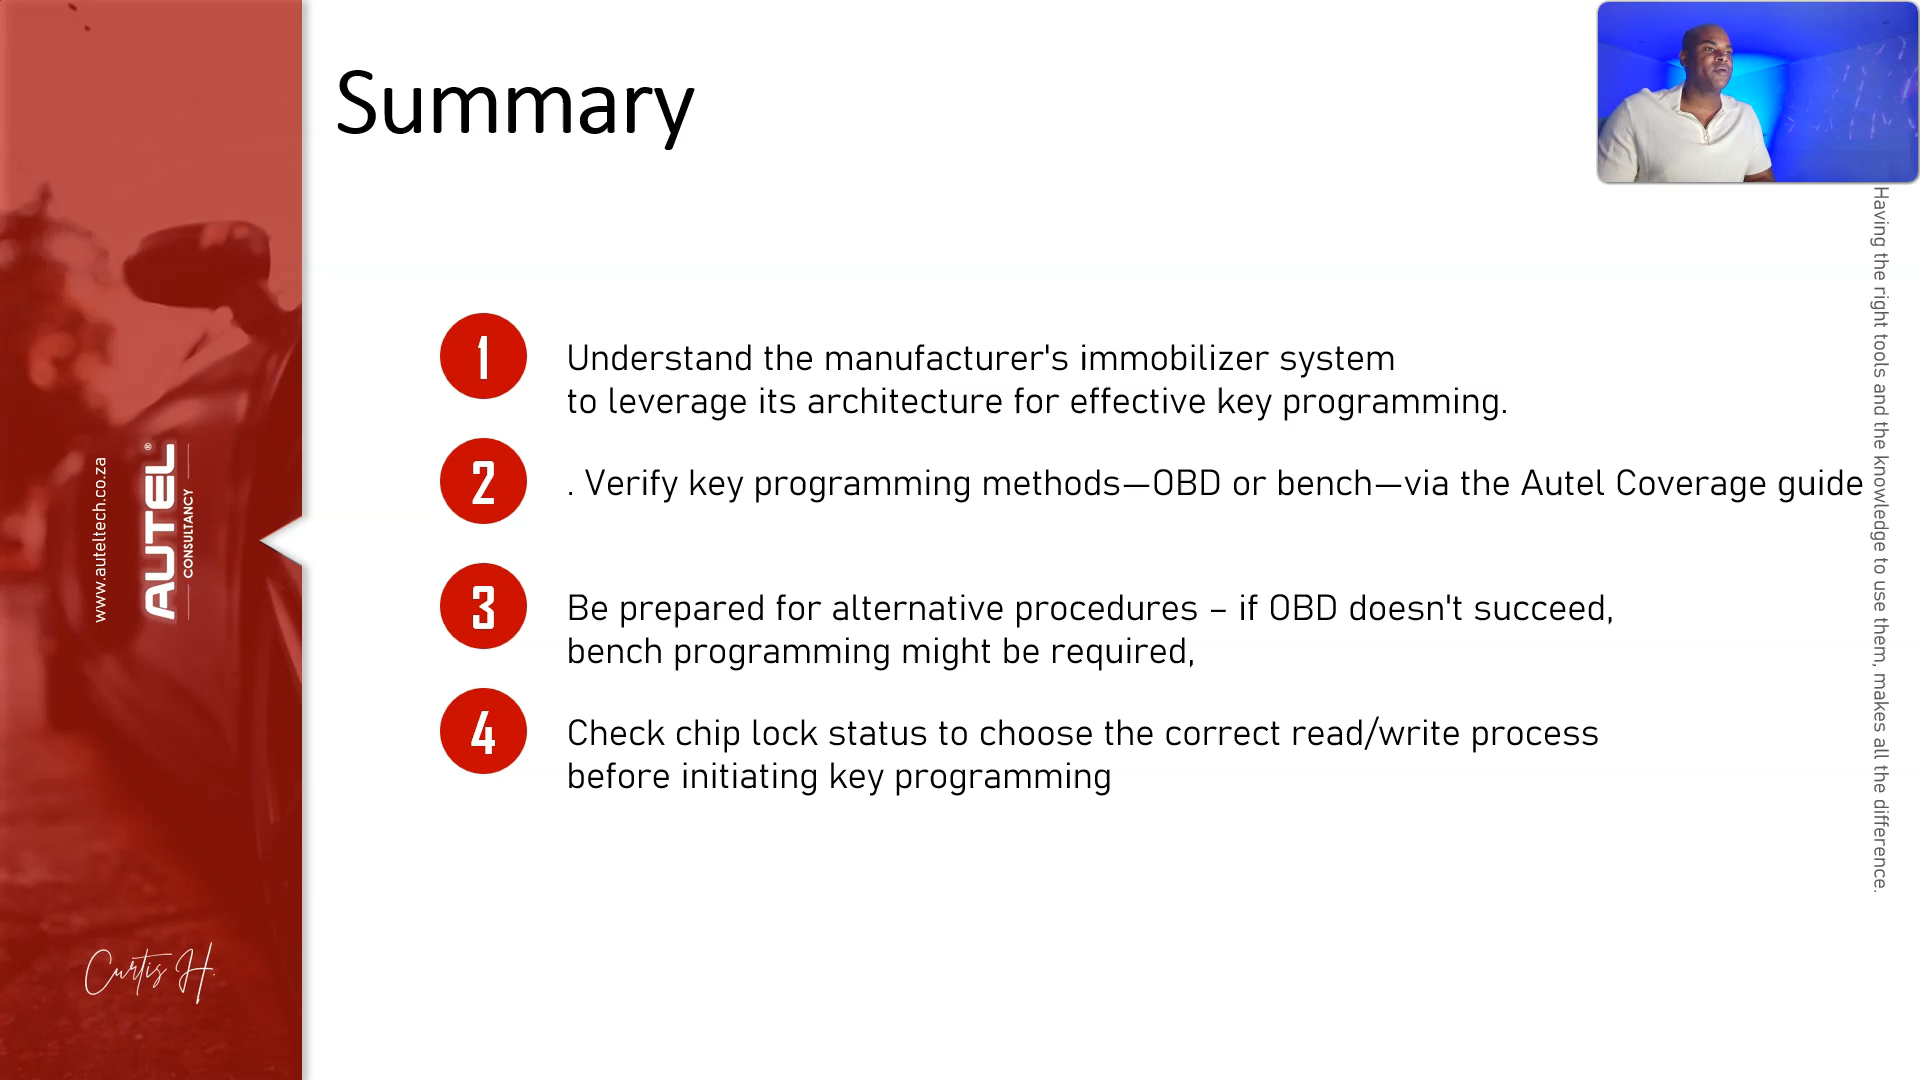 Summary
1
Understand the manufacturer's immobilizer system
to leverage its architecture for effective key programming.
2
. Verify key programming methods—OBD or bench—via the Autel Coverage guide
3
Be prepared for alternative procedures – if OBD doesn't succeed,
bench programming might be required,
4
Check chip lock status to choose the correct read/write process
before initiating key programming
www.auteltech.co.za
AUTEL®
CONSULTANCY
Curtis H.
Having the right tools and the knowledge to use them, makes all the difference.